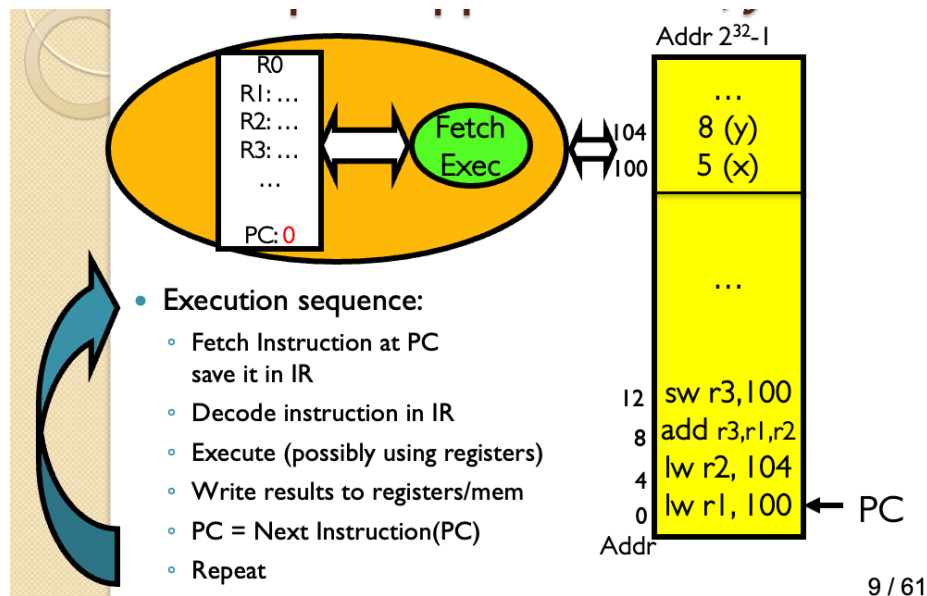 Addr 2³²-1
R0
R1: ...
R2: ...
R3: ...
...
PC: 0
Fetch
Exec
104
100
...
8 (y)
5 (x)
...
• Execution sequence:
◦ Fetch Instruction at PC
save it in IR
◦ Decode instruction in IR
◦ Execute (possibly using registers)
◦ Write results to registers/mem
◦ PC = Next Instruction(PC)
◦ Repeat
12 sw r3,100
8 add r3,r1,r2
4 lw r2, 104
0 lw r1, 100
PC
Addr
9 / 61